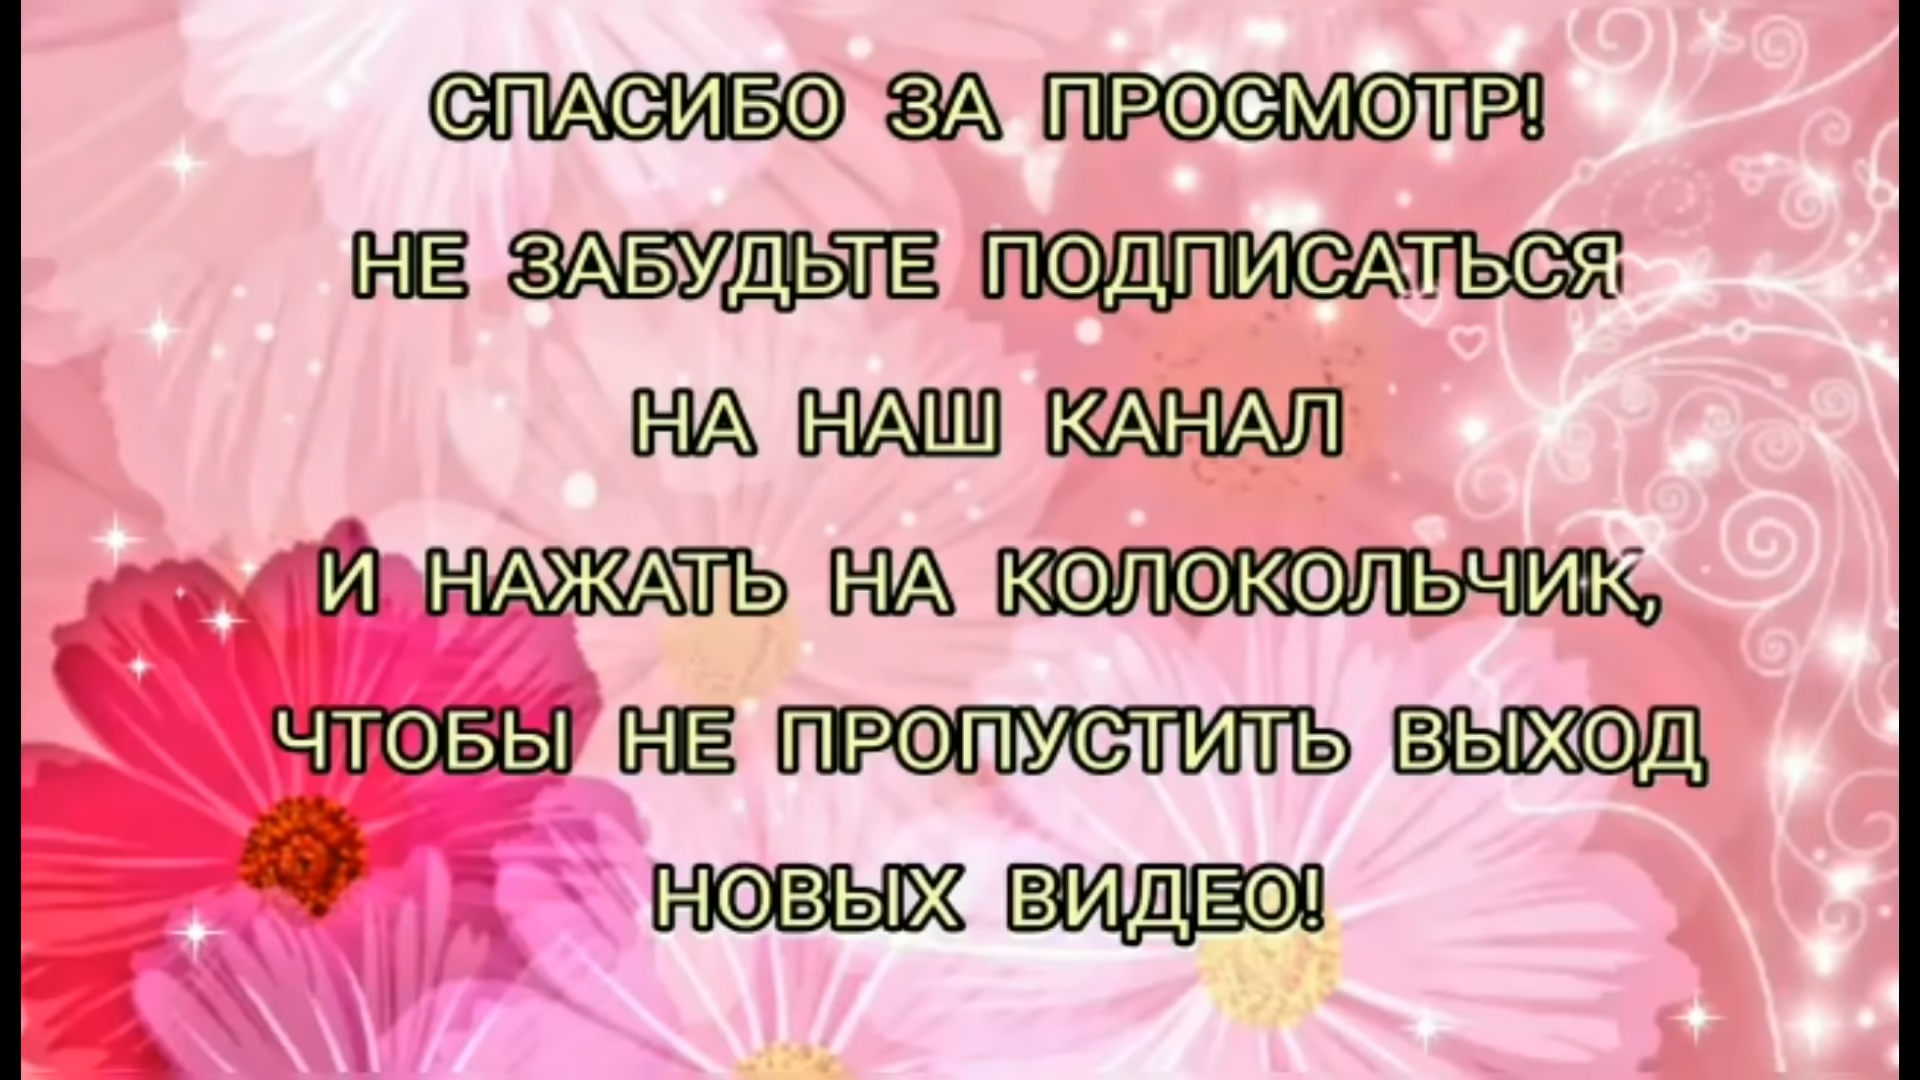 СПАСИБО ЗА ПРОСМОТР!
НЕ ЗАБУДЬТЕ ПОДПИСАТЬСЯ
НА НАШ КАНАЛ
И НАЖАТЬ НА КОЛОКОЛЬЧИК,
ЧТОБЫ НЕ ПРОПУСТИТЬ ВЫХОД
НОВЫХ ВИДЕО!